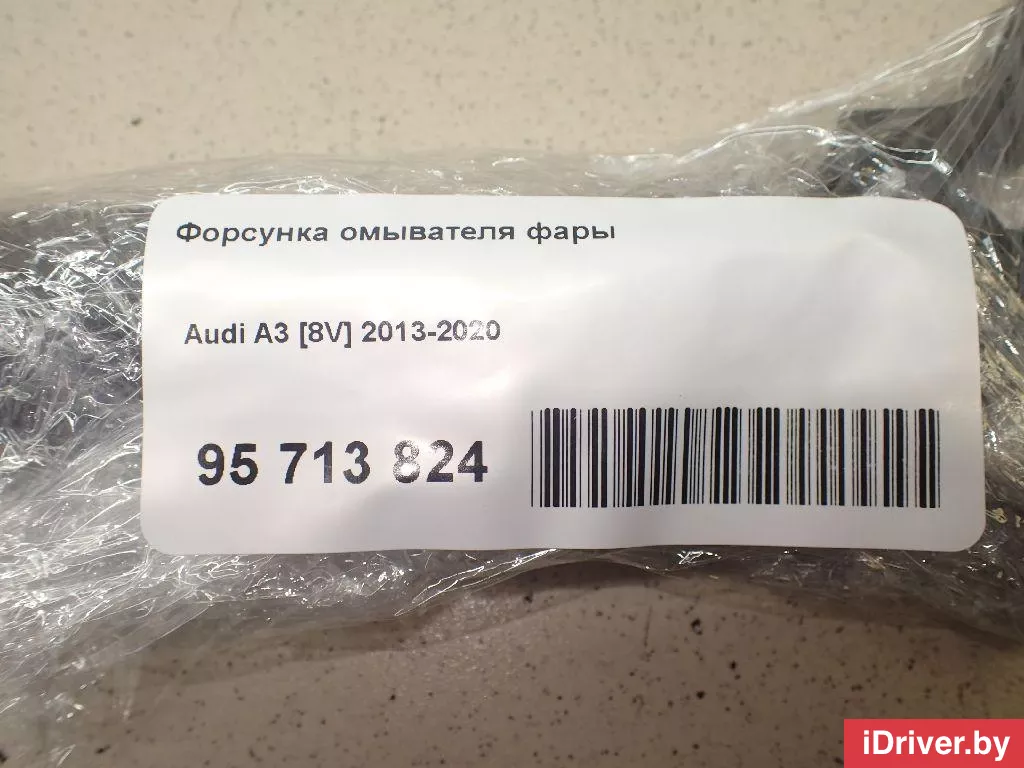 Форсунка омывателя фары
Audi A3 [8V] 2013-2020
95 713 824
iDriver.by